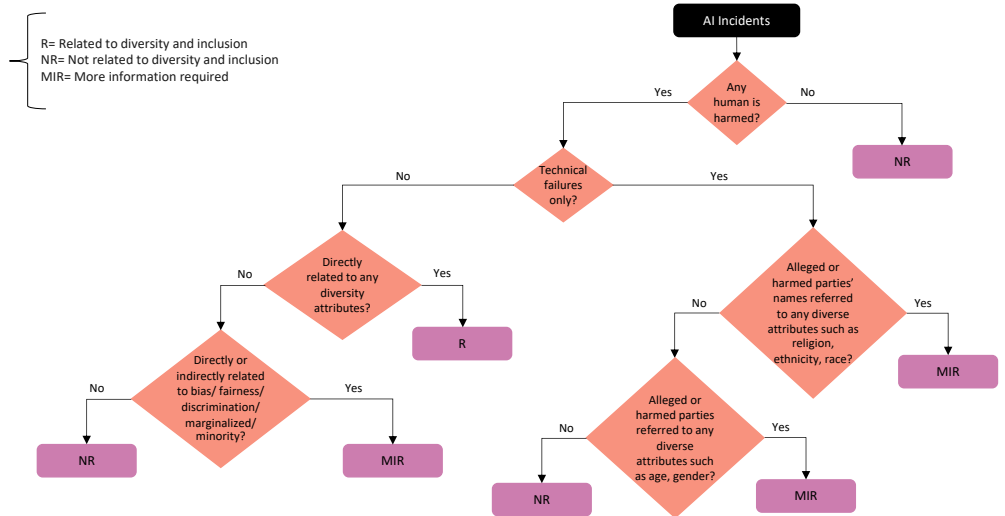 R= Related to diversity and inclusion
NR= Not related to diversity and inclusion
MIR= More information required
AI Incidents
Any
human is
harmed?
Yes
No
NR
Technical
failures
only?
No
Yes
Directly
related to any
diversity
attributes?
No
Yes
R
Alleged or
harmed parties’
names referred
to any diverse
attributes such as
religion,
ethnicity, race?
No
Yes
MIR
Directly or
indirectly related
to bias/ fairness/
discrimination/
marginalized/
minority?
No
Yes
NR
MIR
Alleged or
harmed parties
referred to any
diverse
attributes such
as age, gender?
No
Yes
NR
MIR